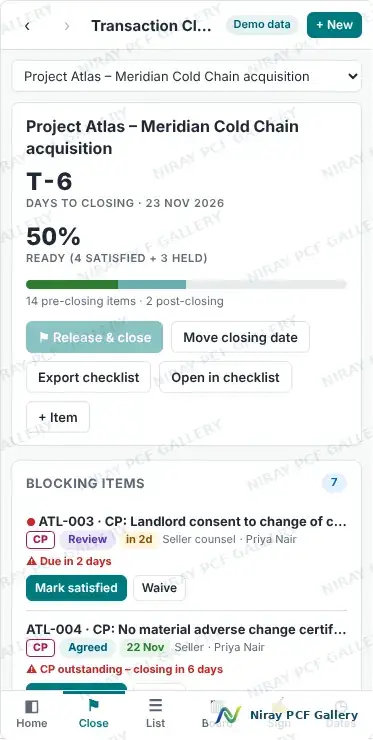 ‹ › Transaction Cl... Demo data + New
Project Atlas – Meridian Cold Chain acquisition
Project Atlas – Meridian Cold Chain
acquisition
T-6
DAYS TO CLOSING · 23 NOV 2026
50%
READY (4 SATISFIED + 3 HELD)
14 pre-closing items · 2 post-closing
⚑ Release & close Move closing date
Export checklist Open in checklist
+ Item
BLOCKING ITEMS 7
ATL-003 · CP: Landlord consent to change of c...
CP Review in 2d Seller counsel · Priya Nair
⚠ Due in 2 days
Mark satisfied Waive
ATL-004 · CP: No material adverse change certif...
CP Agreed 22 Nov Seller · Priya Nair
⚠ CP outstanding – closing in 6 days
Home Close List Sign Dates
Niray PCF Gallery
NIRAY PCF GALLERY